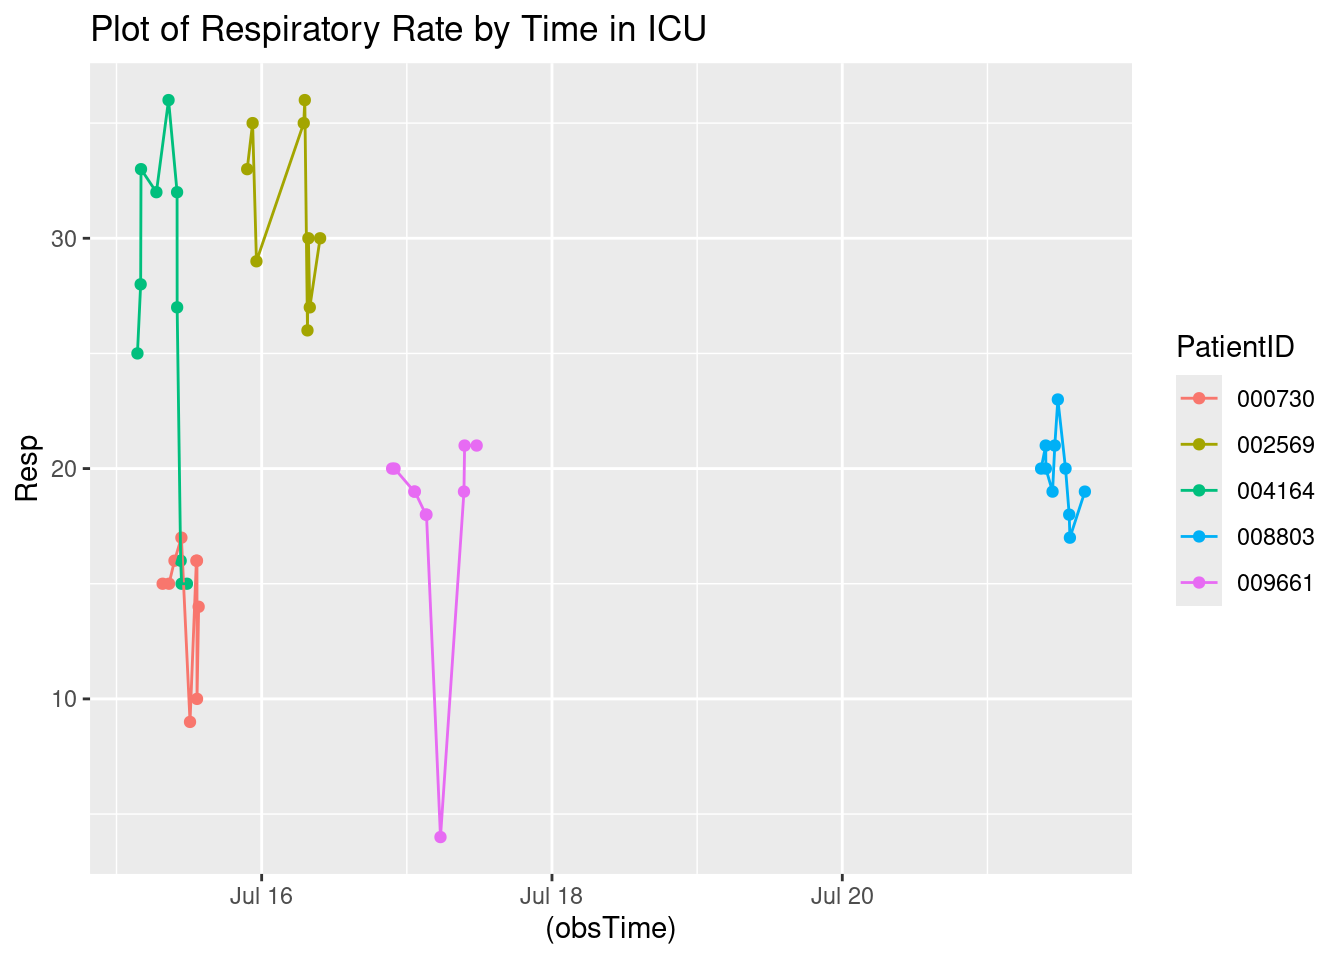 Plot of Respiratory Rate by Time in ICU
Resp
30
20
10
Jul 16
Jul 18
Jul 20
(obsTime)
PatientID
000730
002569
004164
008803
009661